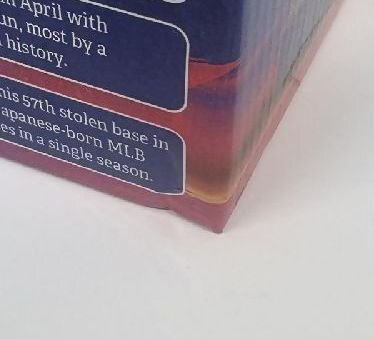 April with
un, most by a
history.
his 57th stolen base in
apanese-born MLB
es in a single season.